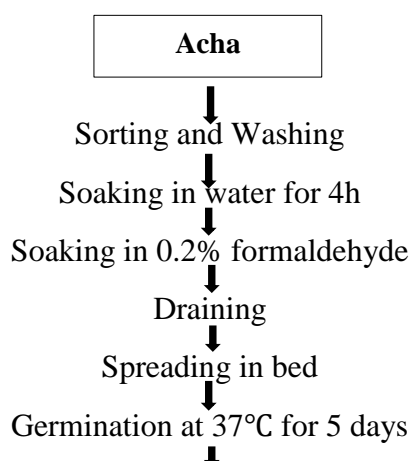 Acha
Sorting and Washing
Soaking in water for 4h
Soaking in 0.2% formaldehyde
Draining
Spreading in bed
Germination at 37℃ for 5 days